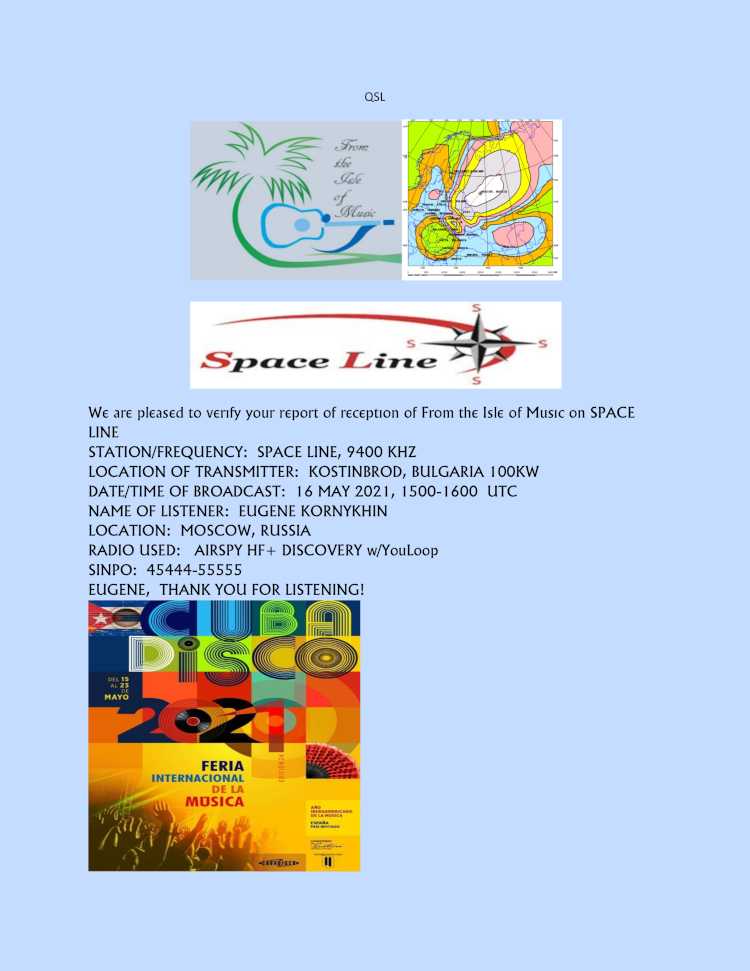 QSL
From
the
Isle
of
Music
S
S
S
S
Space Line
We are pleased to verify your report of reception of From the Isle of Music on SPACE
LINE
STATION/FREQUENCY: SPACE LINE, 9400 KHZ
LOCATION OF TRANSMITTER: KOSTINBROD, BULGARIA 100KW
DATE/TIME OF BROADCAST: 16 MAY 2021, 1500-1600 UTC
NAME OF LISTENER: EUGENE KORNYKHIN
LOCATION: MOSCOW, RUSSIA
RADIO USED: AIRSPY HF+ DISCOVERY w/YouLoop
SINPO: 45444-55555
EUGENE, THANK YOU FOR LISTENING!
CUBA
DISCO
DEL 15
AL 23
DE
MAYO
2021
FERIA
INTERNACIONAL
DE LA
MÚSICA
AÑO
IBEROAMERICANO
DE LA MÚSICA
ESPAÑA
PAÍS INVITADO